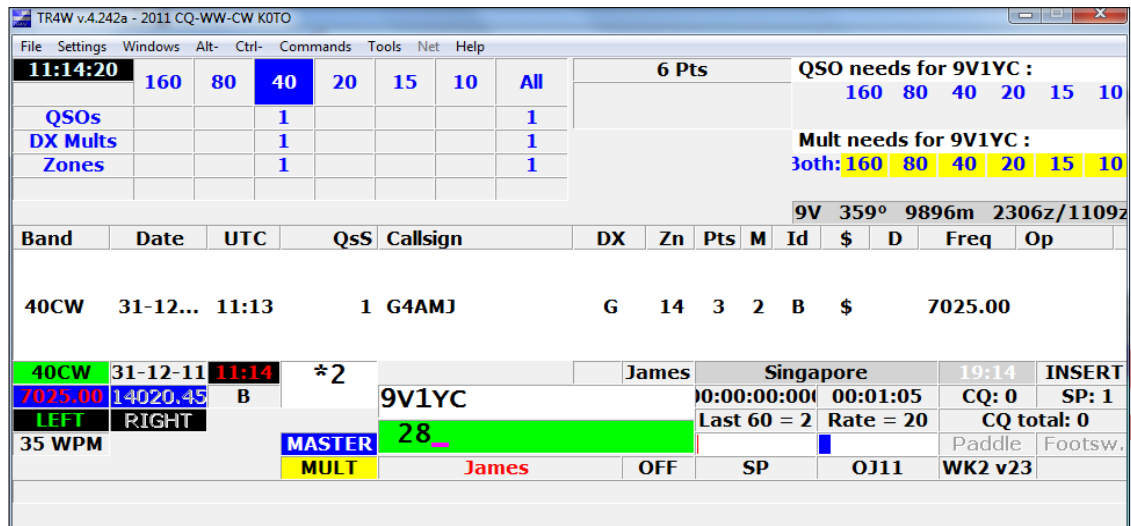 TR4W v.4.242a - 2011 CQ-WW-CW K0TO
File Settings Windows Alt- Ctrl- Commands Tools Net Help
11:14:20 160 80 40 20 15 10 All 6 Pts QSO needs for 9V1YC :
160 80 40 20 15 10
QSOs 1 1
DX Mults 1 1 Mult needs for 9V1YC :
Zones 1 1 Both: 160 80 40 20 15 10
9V 359º 9896m 2306z/1109z
Band Date UTC QsS Callsign DX Zn Pts M Id $ D Freq Op
40CW 31-12... 11:13 1 G4AMJ G 14 3 2 B $ 7025.00
40CW 31-12-11 11:14 *2 James Singapore 19:14 INSERT
7025.00 14020.45 B 9V1YC 00:00:00:00( 00:01:05 CQ: 0 SP: 1
LEFT RIGHT Last 60 = 2 Rate = 20 CQ total: 0
35 WPM MASTER 28_ Paddle Footsw.
MULT James OFF SP OJ11 WK2 v23